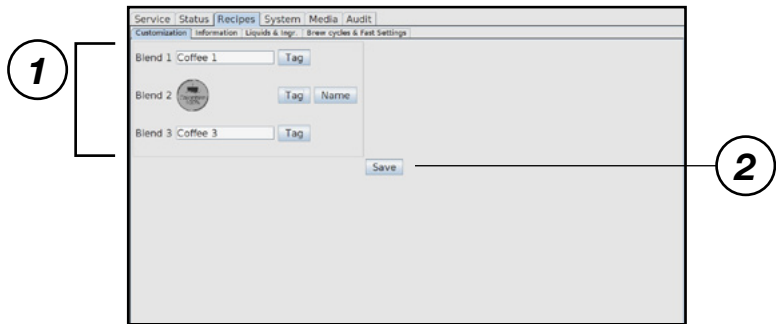 Service Status Recipes System Media Audit
Customization Information Liquids & Ingr. Brew cycles & Fast Settings
1
Blend 1 Coffee 1 Tag
Blend 2 Tag Name
Blend 3 Coffee 3 Tag
Save
2